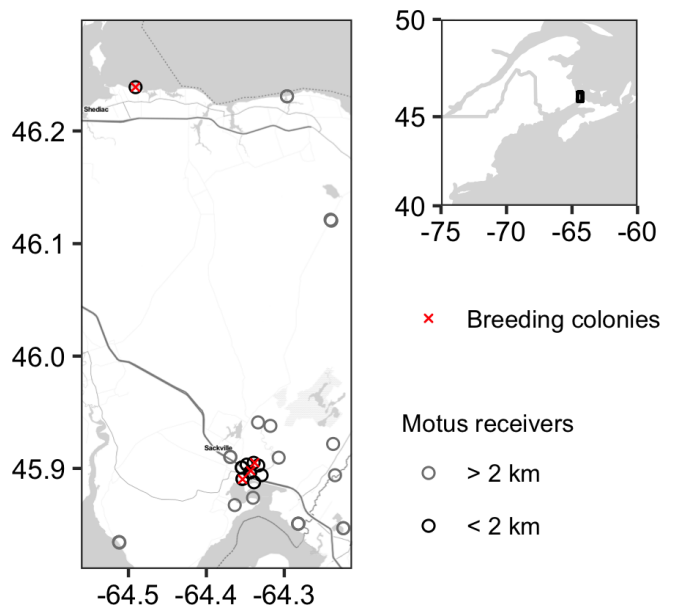 46.2
46.1
46.0
45.9
-64.5 -64.4 -64.3
Shediac
Sackville
50
45
40
-75 -70 -65 -60
Breeding colonies
Motus receivers
> 2 km
< 2 km